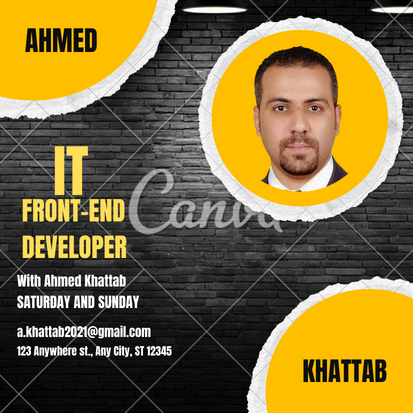 AHMED
IT
FRONT-END
DEVELOPER
Canva
With Ahmed Khattab
SATURDAY AND SUNDAY
a.khattab2021@gmail.com
123 Anywhere st., Any City, ST 12345
KHATTAB